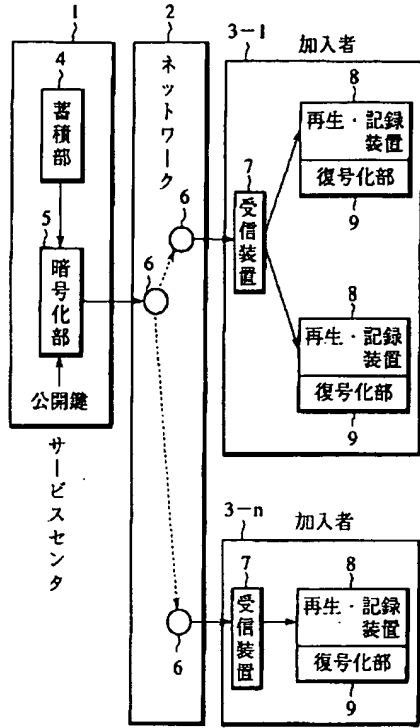 1
4
蓄積部
5
暗号化部
公開鍵
サービスセンタ
2
ネットワーク
6
6
6
3-1
加入者
7
受信装置
8
再生・記録
装置
復号化部
9
8
再生・記録
装置
復号化部
9
3-n
加入者
7
受信装置
8
再生・記録
装置
復号化部
9